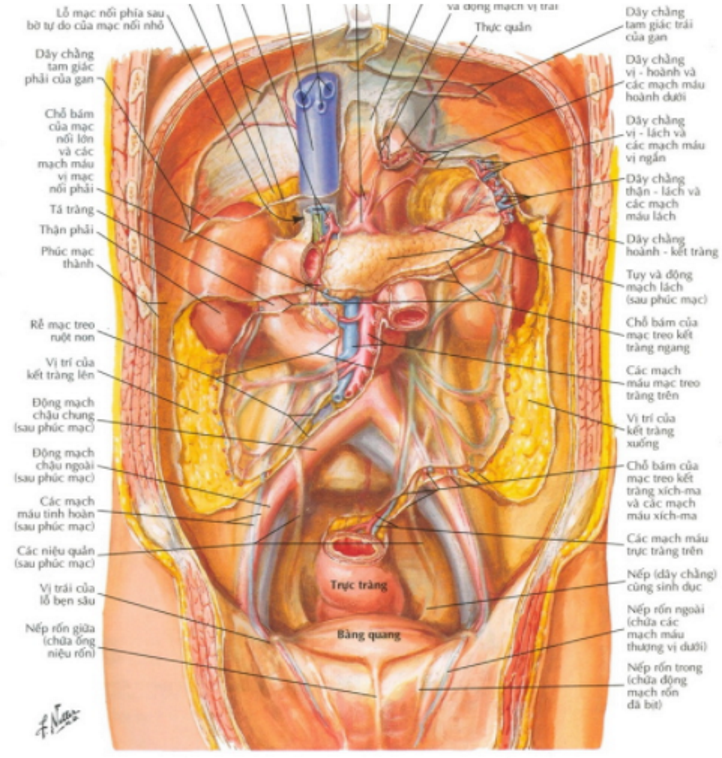 Lỗ mạc nối phía sau
bờ tự do của mạc nối nhỏ
Dây chằng
tam giác
phải của gan
Chỗ bám
của mạc
nối lớn
và các
mạch máu
vị mạc
nối phải
Tá tràng
Thận phải
Phúc mạc
thành
Rễ mạc treo
ruột non
Vị trí của
kết tràng lên
Động mạch
chậu chung
(sau phúc mạc)
Động mạch
chậu ngoài
(sau phúc mạc)
Các mạch
máu tinh hoàn
(sau phúc mạc)
Các niệu quản
(sau phúc mạc)
Vị trái của
lỗ bẹn sâu
Nếp rốn giữa
(chứa ống
niệu rốn)
và động mạch vị trái
Thực quản
Trực tràng
Bàng quang
Dây chằng
tam giác trái
của gan
Dây chằng
vị - hoành và
các mạch máu
hoành dưới
Dây chằng
vị - lách và
các mạch máu
vị ngắn
Dây chằng
thận - lách và
các mạch
máu lách
Dây chằng
hoành - kết tràng
Tụy và động
mạch lách
(sau phúc mạc)
Chỗ bám của
mạc treo kết
tràng ngang
Các mạch
máu mạc treo
tràng trên
Vị trí của
kết tràng
xuống
Chỗ bám của
mạc treo kết
tràng xích-ma
và các mạch
máu xích-ma
Các mạch máu
trực tràng trên
Nếp (dây chằng)
cùng sinh dục
Nếp rốn ngoài
(chứa các
mạch máu
thượng vị dưới)
Nếp rốn trong
(chứa động
mạch rốn
đã bịt)
F. Netter